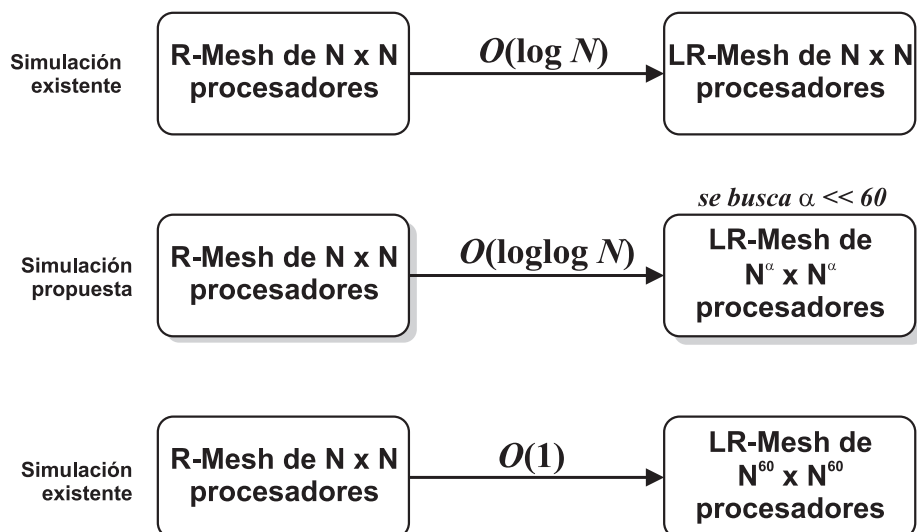 Simulación
existente
R-Mesh de N x N
procesadores
O(log N)
LR-Mesh de N x N
procesadores
se busca α << 60
Simulación
propuesta
R-Mesh de N x N
procesadores
O(loglog N)
LR-Mesh de
N^α x N^α
procesadores
Simulación
existente
R-Mesh de N x N
procesadores
O(1)
LR-Mesh de
N^60 x N^60
procesadores